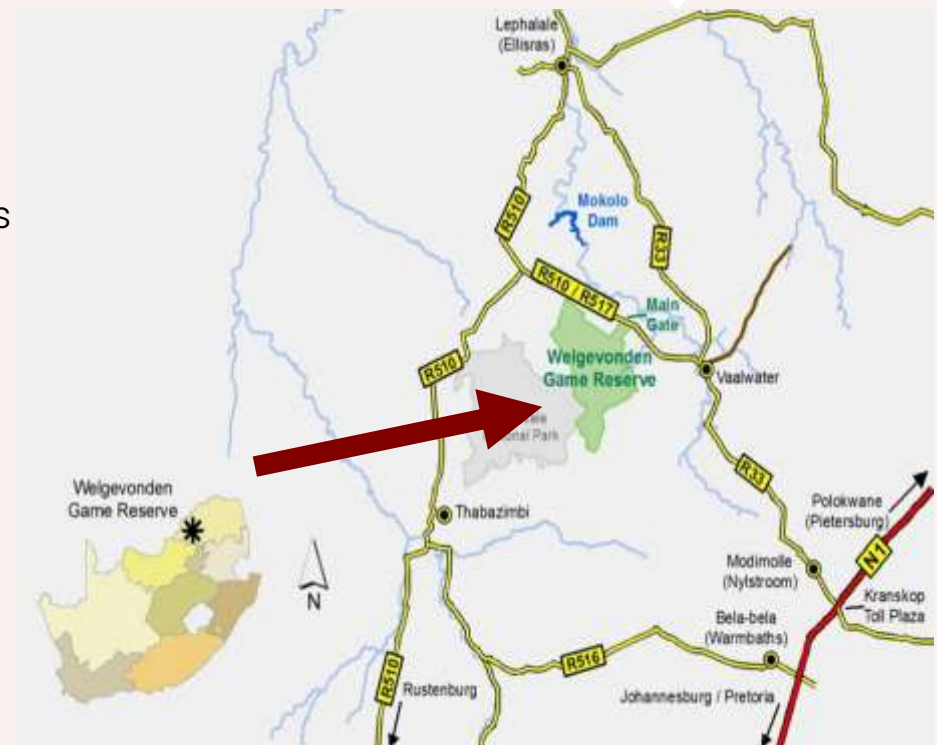 Lephalale
(Ellisras)
s
R510
Mokolo
Dam
R33
R510 / R517
Main
Gate
R510
Welgevonden
Game Reserve
Vaalwater
Park
R33
Welgevonden
Game Reserve
Thabazimbi
Polokwane
(Pietersburg)
N
N1
Modimolle
(Nylstroom)
Kranskop
Toll Plaza
Bela-bela
(Warmbaths)
R516
R510
Rustenburg
Johannesburg / Pretoria